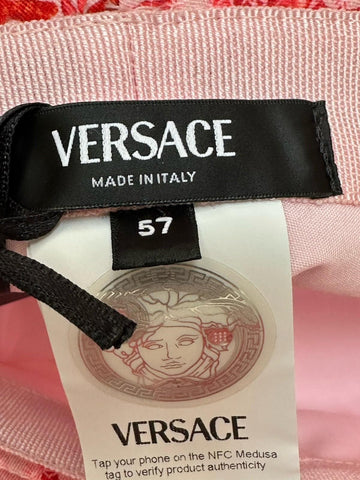 VERSACE
MADE IN ITALY
57
VERSACE
Tap your phone on the NFC Medusa
tag to verify product authenticity